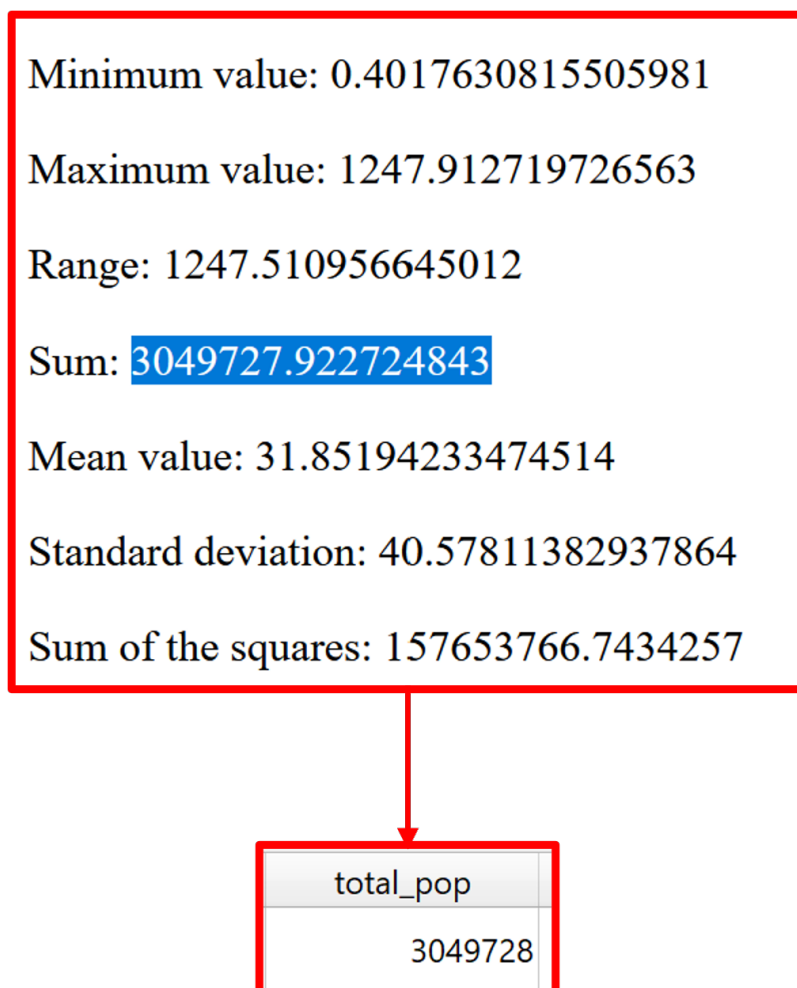 Minimum value: 0.4017630815505981
Maximum value: 1247.912719726563
Range: 1247.510956645012
Sum: 3049727.922724843
Mean value: 31.85194233474514
Standard deviation: 40.57811382937864
Sum of the squares: 157653766.7434257
total_pop
3049728